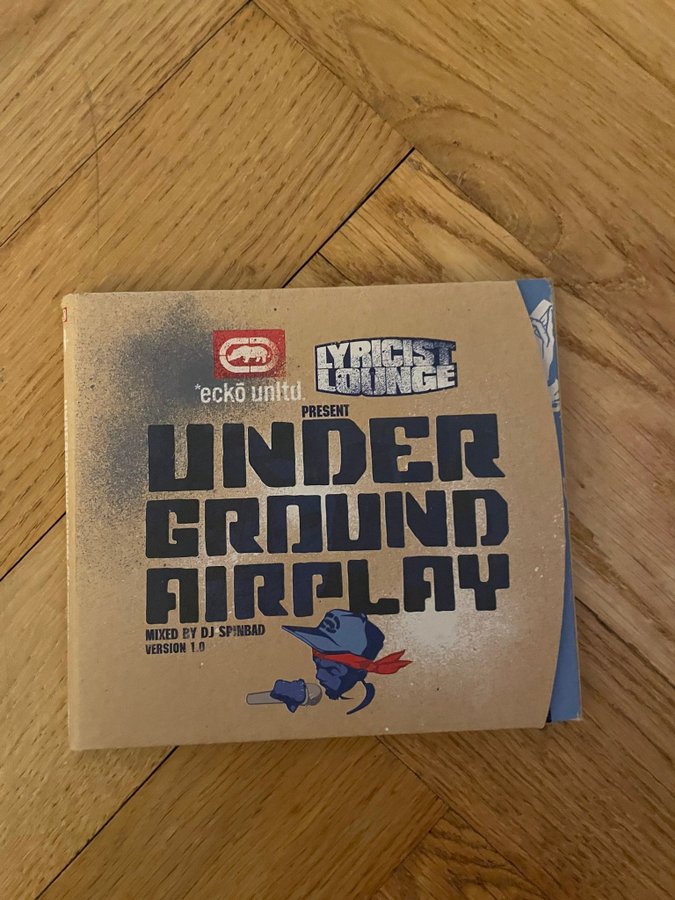 *eckō unltd.
LYRICIST
LOUNGE
PRESENT
UNDER
GROUND
AIRPLAY
MIXED BY DJ SPINBAD
VERSION 1.0